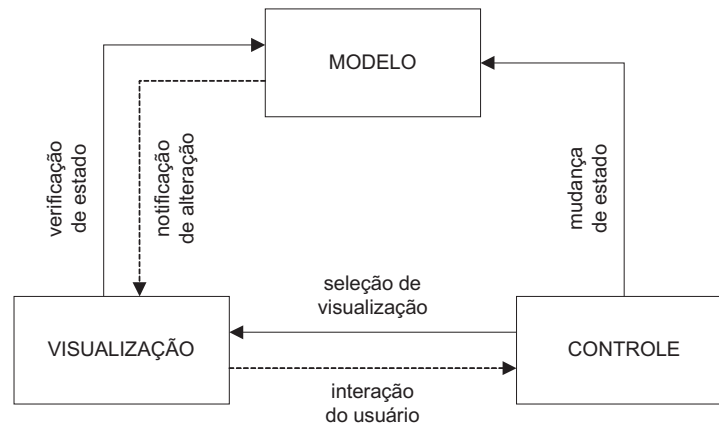 MODELO
verificação
de estado
notificação
de alteração
mudança
de estado
seleção de
visualização
VISUALIZAÇÃO
CONTROLE
interação
do usuário